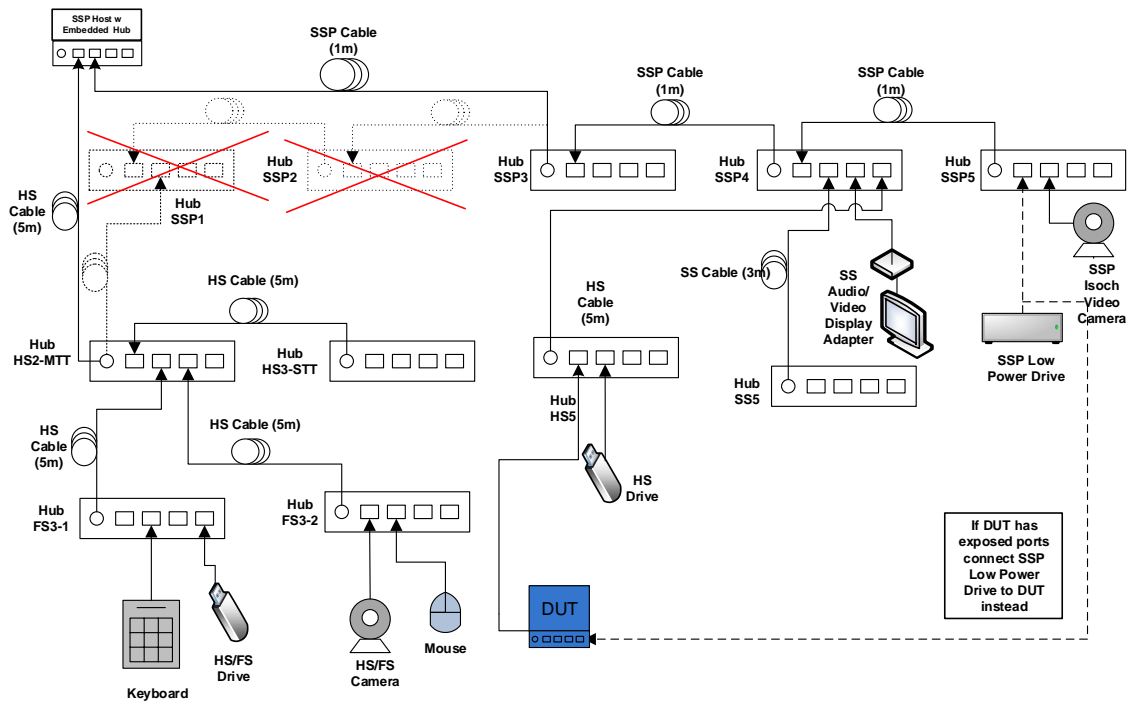 SSP Host w
Embedded Hub
SSP Cable
(1m)
SSP Cable
(1m)
SSP Cable
(1m)
Hub
SSP1
Hub
SSP2
Hub
SSP3
Hub
SSP4
Hub
SSP5
HS
Cable
(5m)
HS Cable (5m)
HS
Cable
(5m)
SS Cable (3m)
SS
Audio/
Video
Display
Adapter
SSP
Isoch
Video
Camera
SSP Low
Power Drive
Hub
HS2-MTT
Hub
HS3-STT
Hub
HS5
Hub
SS5
HS
Cable
(5m)
HS Cable (5m)
HS
Drive
Hub
FS3-1
Hub
FS3-2
If DUT has
exposed ports
connect SSP
Low Power
Drive to DUT
instead
DUT
Keyboard
HS/FS
Drive
HS/FS
Camera
Mouse